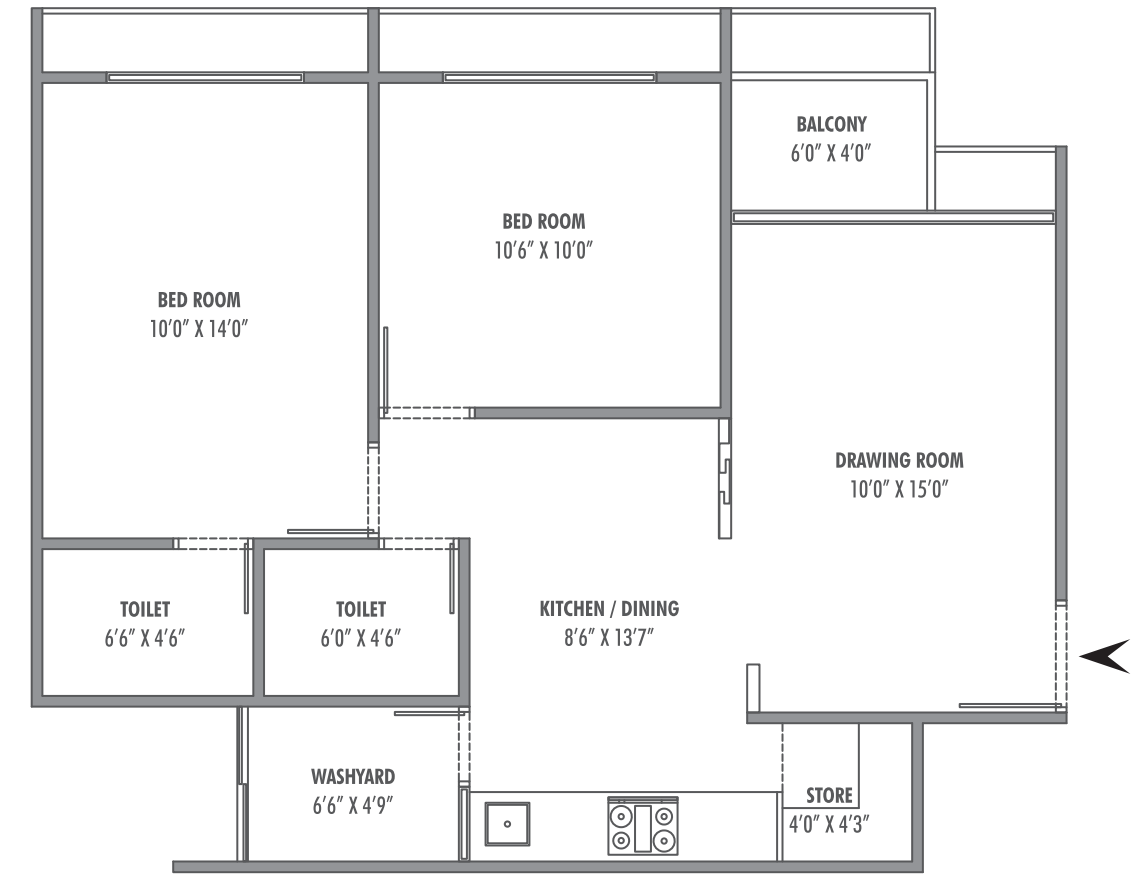 BALCONY
6'0" X 4'0"
BED ROOM
10'6" X 10'0"
BED ROOM
10'0" X 14'0"
DRAWING ROOM
10'0" X 15'0"
TOILET
6'6" X 4'6"
TOILET
6'0" X 4'6"
KITCHEN / DINING
8'6" X 13'7"
WASHYARD
6'6" X 4'9"
STORE
4'0" X 4'3"